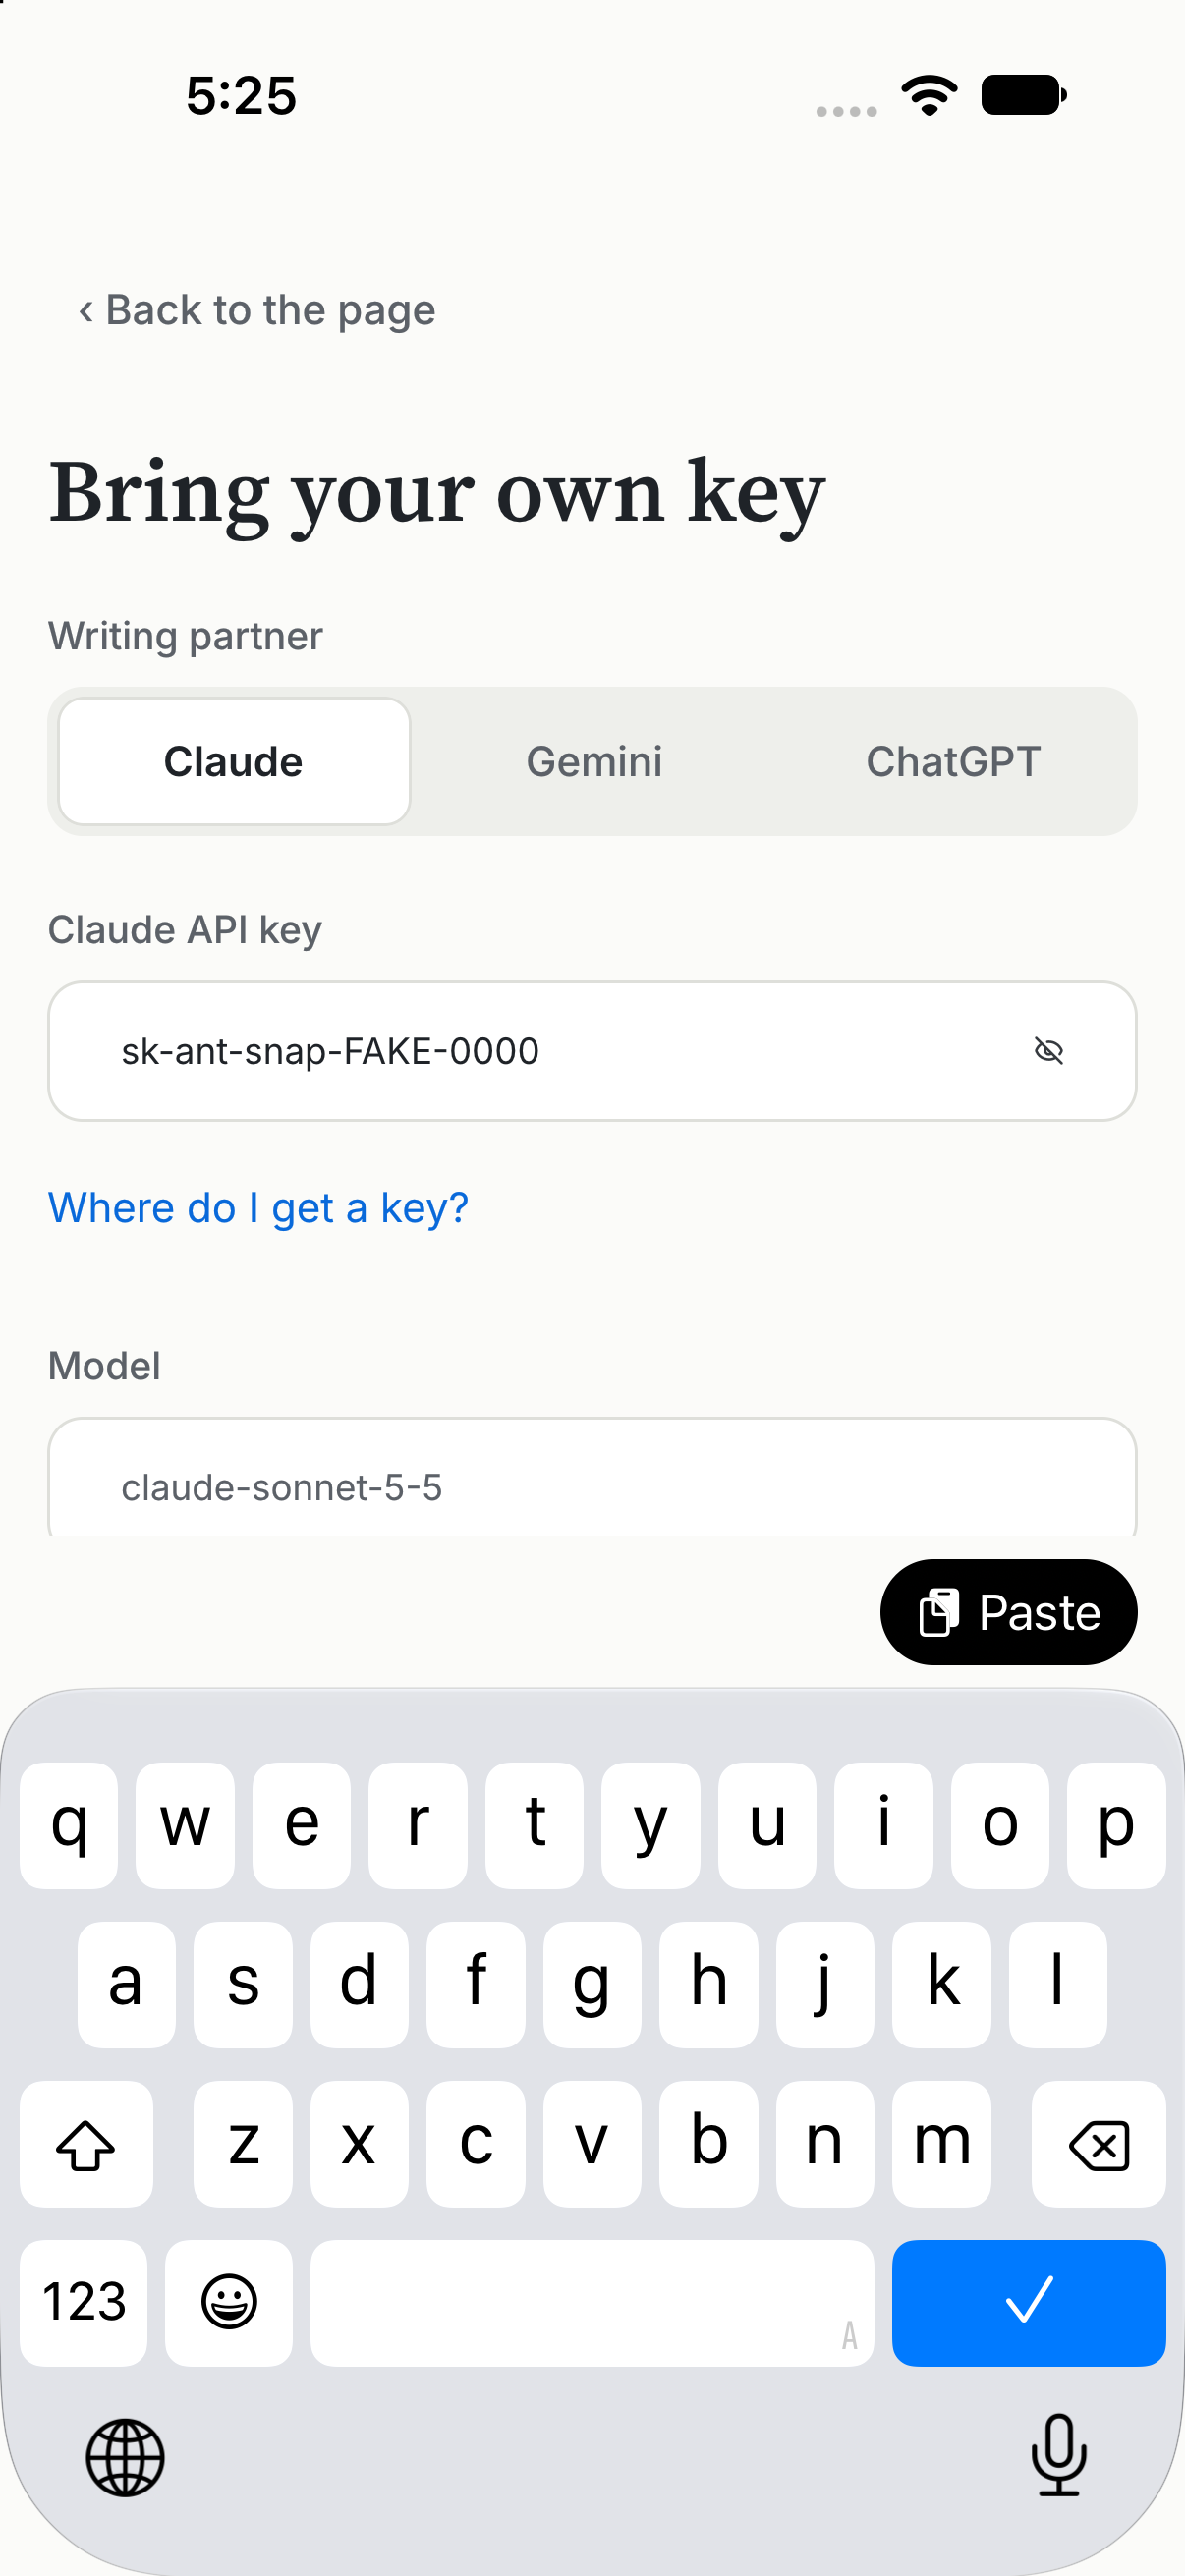 5:25
‹ Back to the page
Bring your own key
Writing partner
Claude Gemini ChatGPT
Claude API key
sk-ant-snap-FAKE-0000
Where do I get a key?
Model
claude-sonnet-5-5
Paste
q w e r t y u i o p
a s d f g h j k l
z x c v b n m
123
A